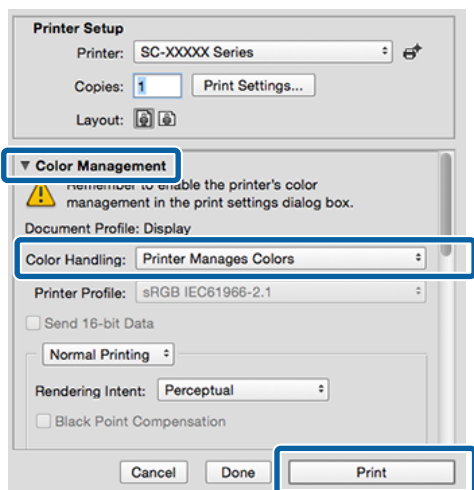 Printer Setup
Printer: SC-XXXXX Series
Copies: 1 Print Settings...
Layout:
▼ Color Management
Remember to enable the printer's color
management in the print settings dialog box.
Document Profile: Display
Color Handling: Printer Manages Colors
Printer Profile: sRGB IEC61966-2.1
Send 16-bit Data
Normal Printing
Rendering Intent: Perceptual
Black Point Compensation
Cancel Done Print